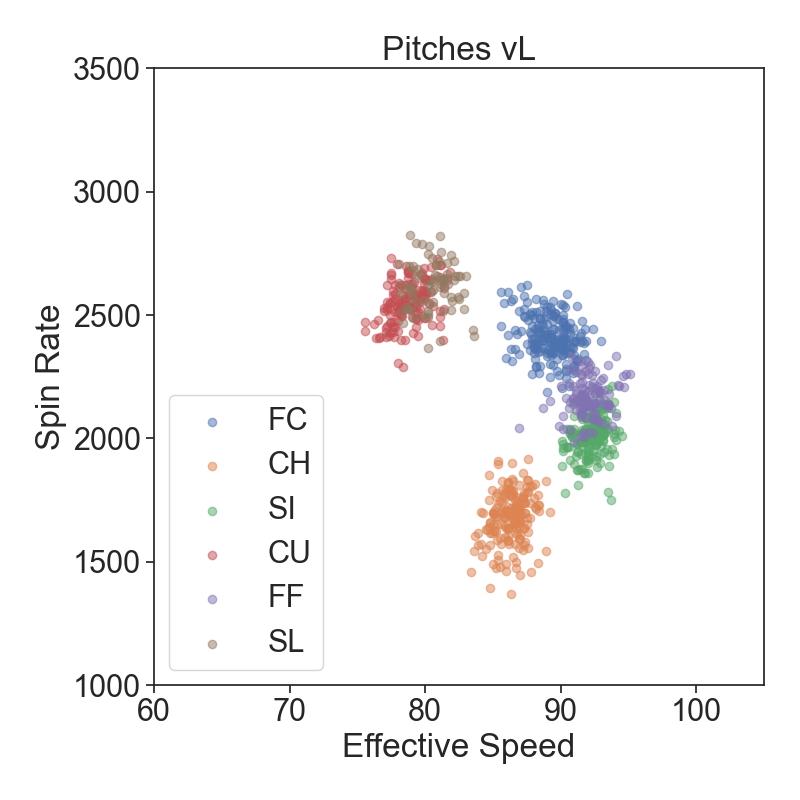 Pitches vL
3500
3000
2500
2000
1500
1000
Spin Rate
FC
CH
SI
CU
FF
SL
60 70 80 90 100
Effective Speed